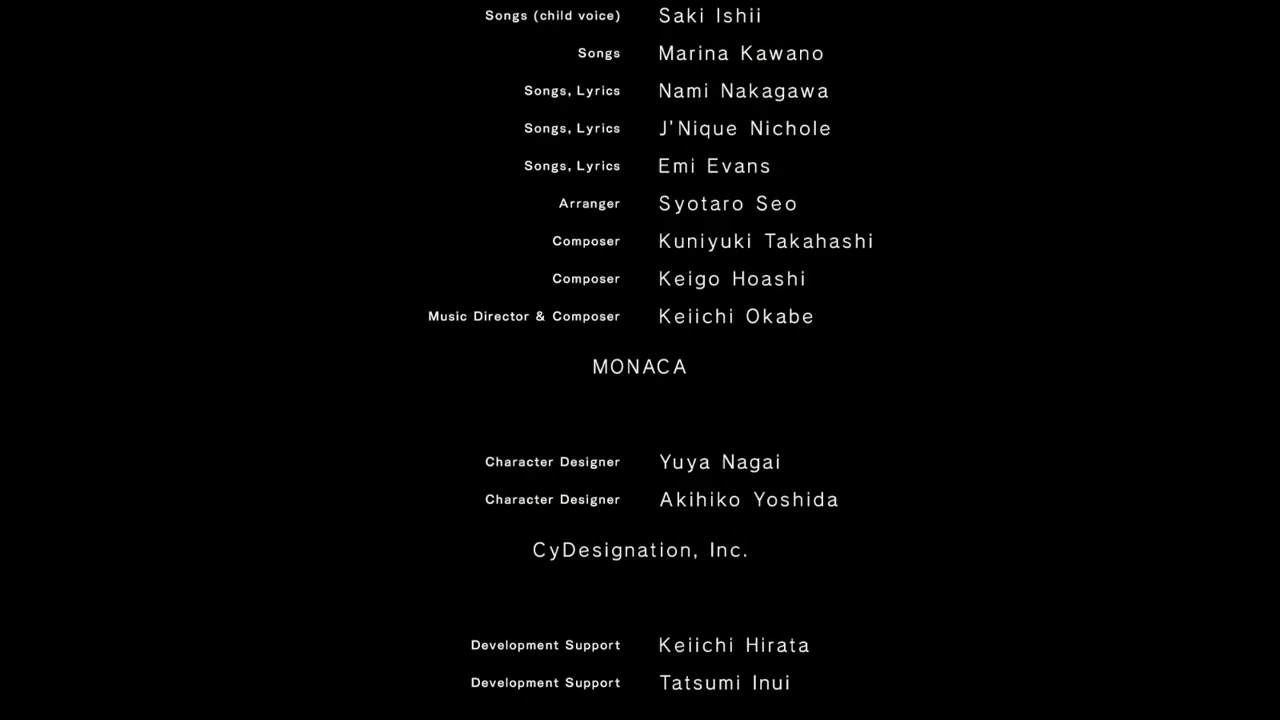 Songs (child voice) Saki Ishii
Songs Marina Kawano
Songs, Lyrics Nami Nakagawa
Songs, Lyrics J'Nique Nichole
Songs, Lyrics Emi Evans
Arranger Syotaro Seo
Composer Kuniyuki Takahashi
Composer Keigo Hoashi
Music Director & Composer Keiichi Okabe
MONACA
Character Designer Yuya Nagai
Character Designer Akihiko Yoshida
CyDesignation, Inc.
Development Support Keiichi Hirata
Development Support Tatsumi Inui